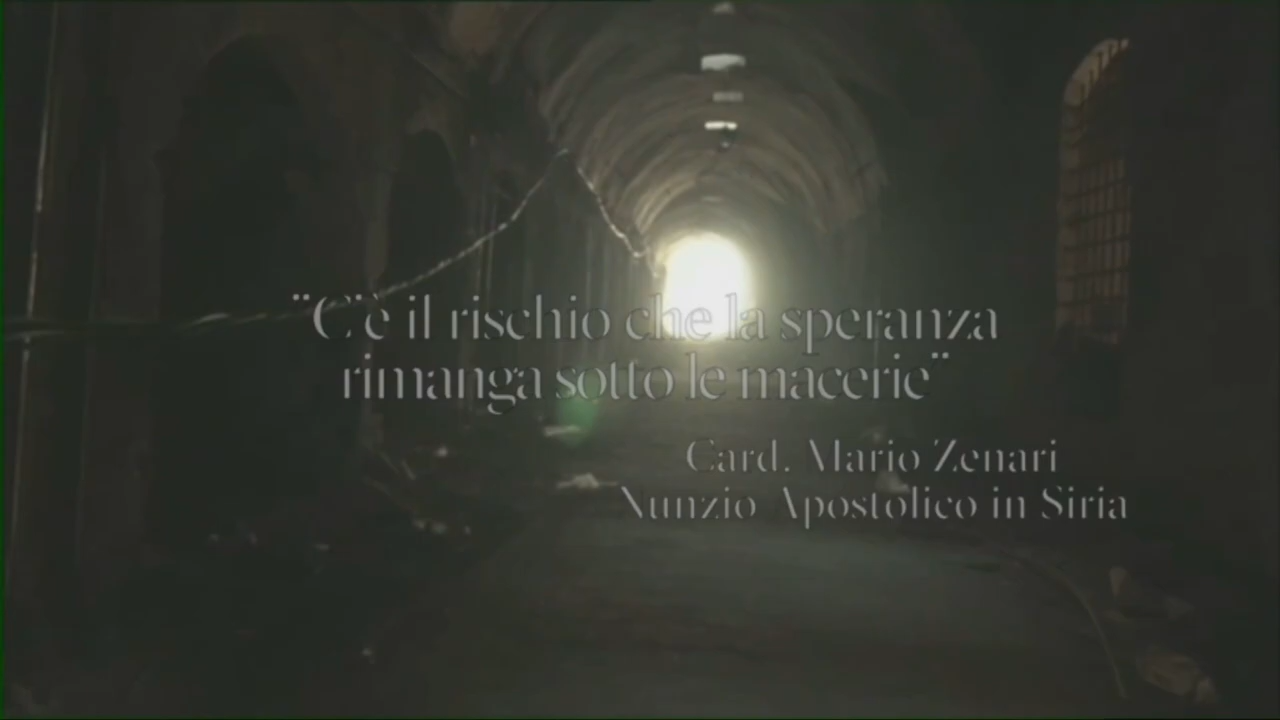 "C'è il rischio che la speranza
rimanga sotto le macerie"
Card. Mario Zenari
Nunzio Apostolico in Siria